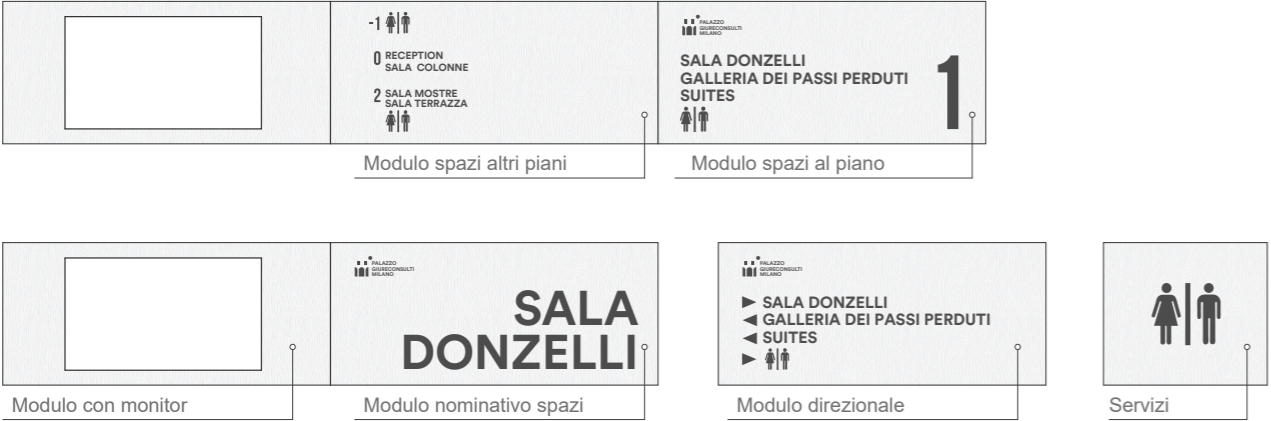 -1
0 RECEPTION
SALA COLONNE
2 SALA MOSTRE
SALA TERRAZZA
PALAZZO
GIURECONSULTI
MILANO
SALA DONZELLI
GALLERIA DEI PASSI PERDUTI
SUITES
1
Modulo spazi altri piani
Modulo spazi al piano
PALAZZO
GIURECONSULTI
MILANO
SALA
DONZELLI
PALAZZO
GIURECONSULTI
MILANO
► SALA DONZELLI
◄ GALLERIA DEI PASSI PERDUTI
◄ SUITES
►
Modulo con monitor
Modulo nominativo spazi
Modulo direzionale
Servizi